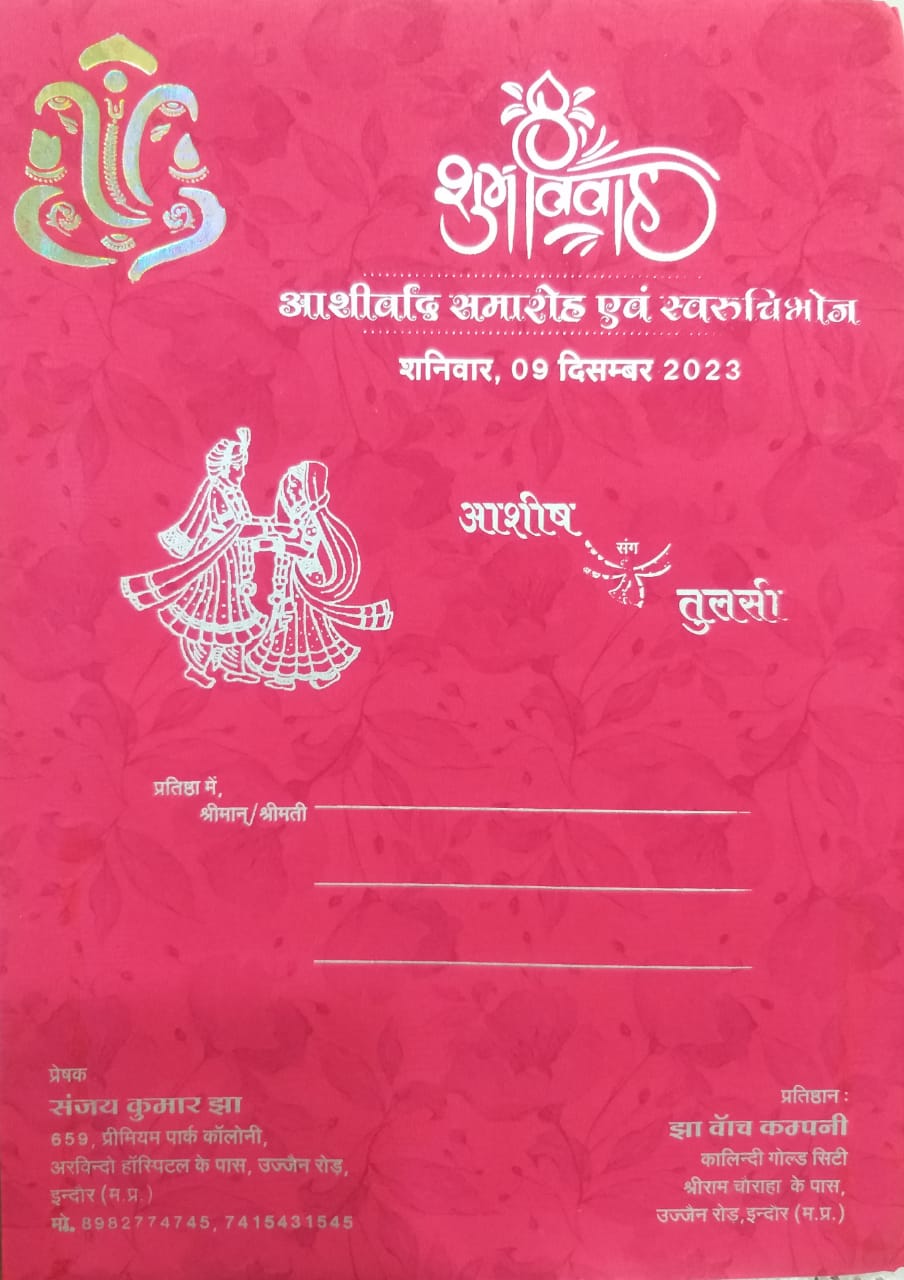 शुभ विवाह
आशीर्वाद समारोह एवं स्वरुचिभोज
शनिवार, 09 दिसम्बर 2023
आशीष
संग
तुलसी
प्रतिष्ठा में,
श्रीमान्/श्रीमती
प्रेषक
संजय कुमार झा
659, प्रीमियम पार्क कॉलोनी,
अरविन्दो हॉस्पिटल के पास, उज्जैन रोड़,
इन्दौर (म.प्र.)
मो. 8982774745, 7415431545
प्रतिष्ठान :
झा वॉच कम्पनी
कालिन्दी गोल्ड सिटी
श्रीराम चौराहा के पास,
उज्जैन रोड़,इन्दौर (म.प्र.)